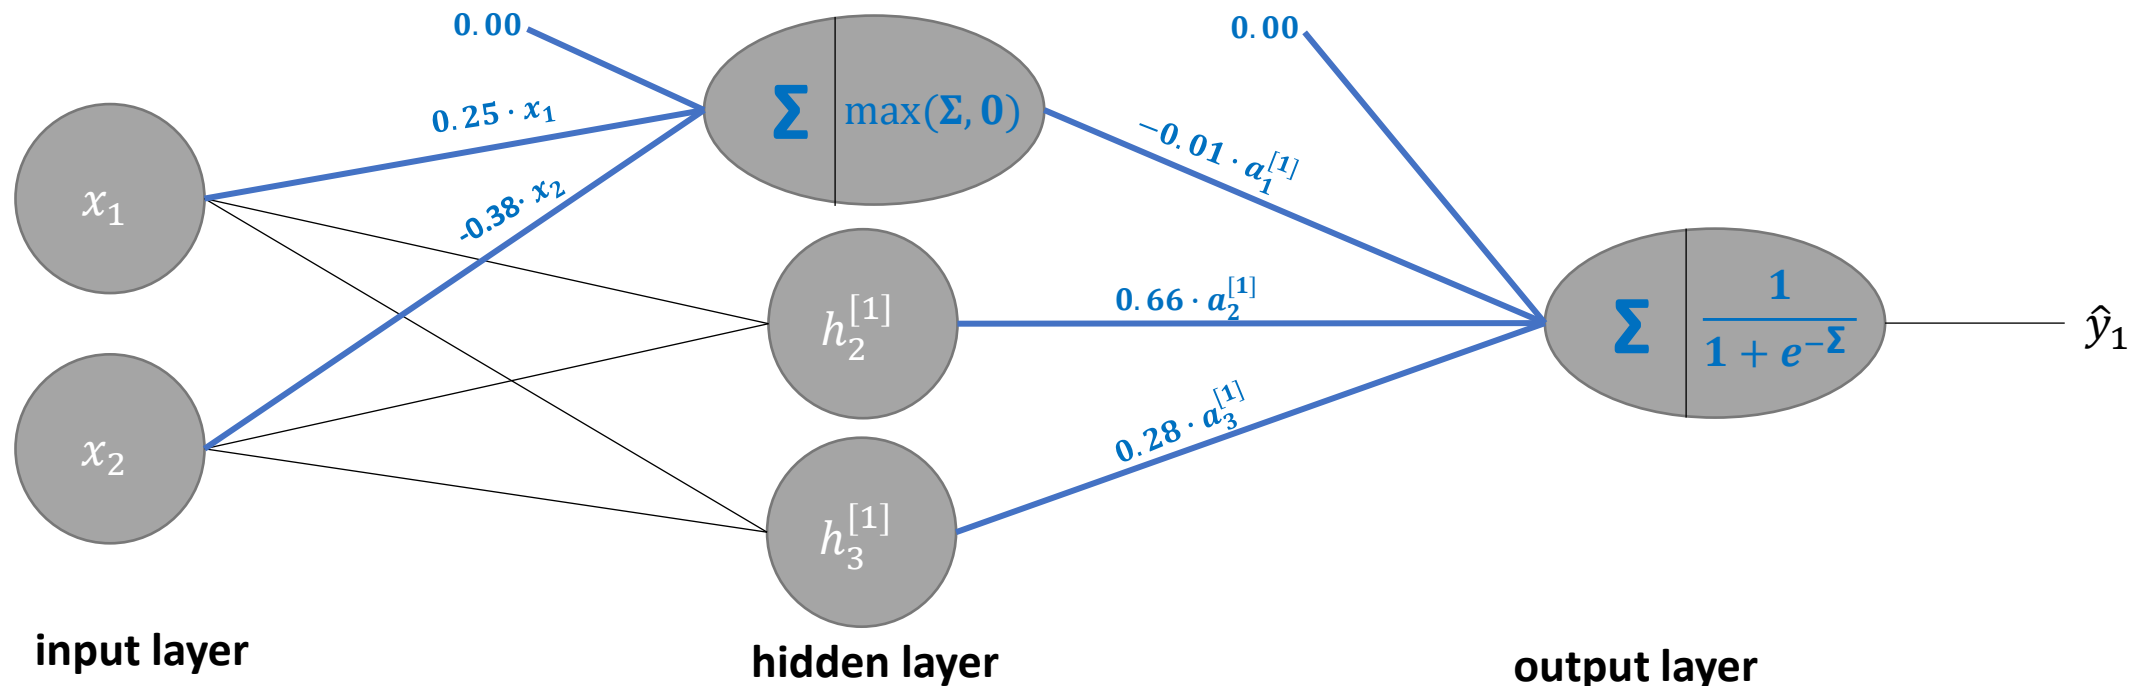 0.00
0.00
0.25 · x₁
Σ
max(Σ, 0)
−0.01 · a₁^[1]
x₁
-0.38· x₂
0.66 · a₂^[1]
h₂^[1]
Σ
1
1 + e^−Σ
ŷ₁
0.28 · a₃^[1]
x₂
h₃^[1]
input layer
hidden layer
output layer